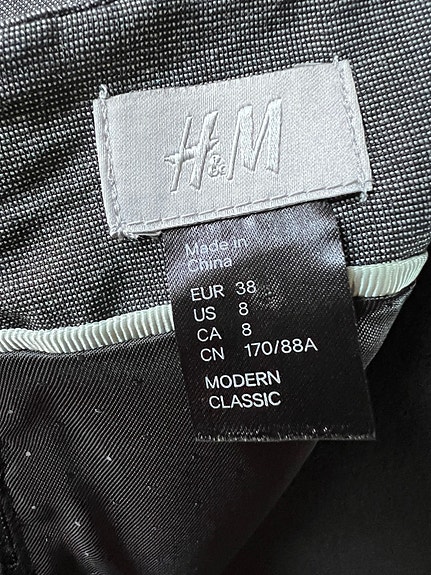 H&M
Made in
China
EUR 38
US 8
CA 8
CN 170/88A
MODERN
CLASSIC